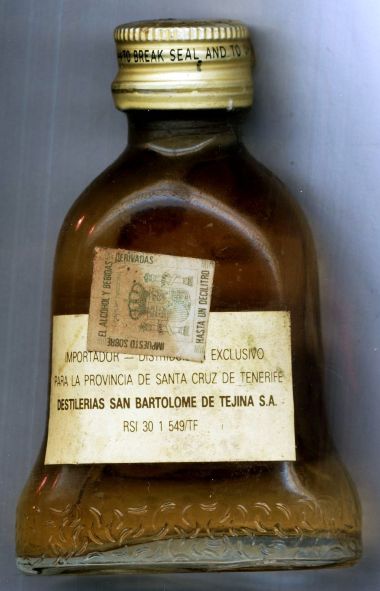 TO BREAK SEAL AND TO
DERIVADAS
EL ALCOHOL Y BEBIDAS
HASTA UN DECILITRO
IMPUESTO SOBRE
IMPORTADOR — EXCLUSIVO
PARA LA PROVINCIA DE SANTA CRUZ DE TENERIFE
DESTILERIAS SAN BARTOLOME DE TEJINA S.A.
RSI 30 1 549/TF